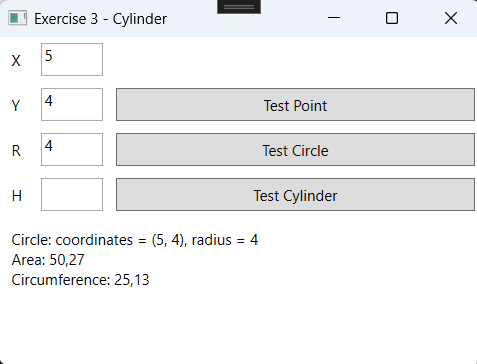 Exercise 3 - Cylinder
X 5
Y 4 Test Point
R 4 Test Circle
H Test Cylinder
Circle: coordinates = (5, 4), radius = 4
Area: 50,27
Circumference: 25,13